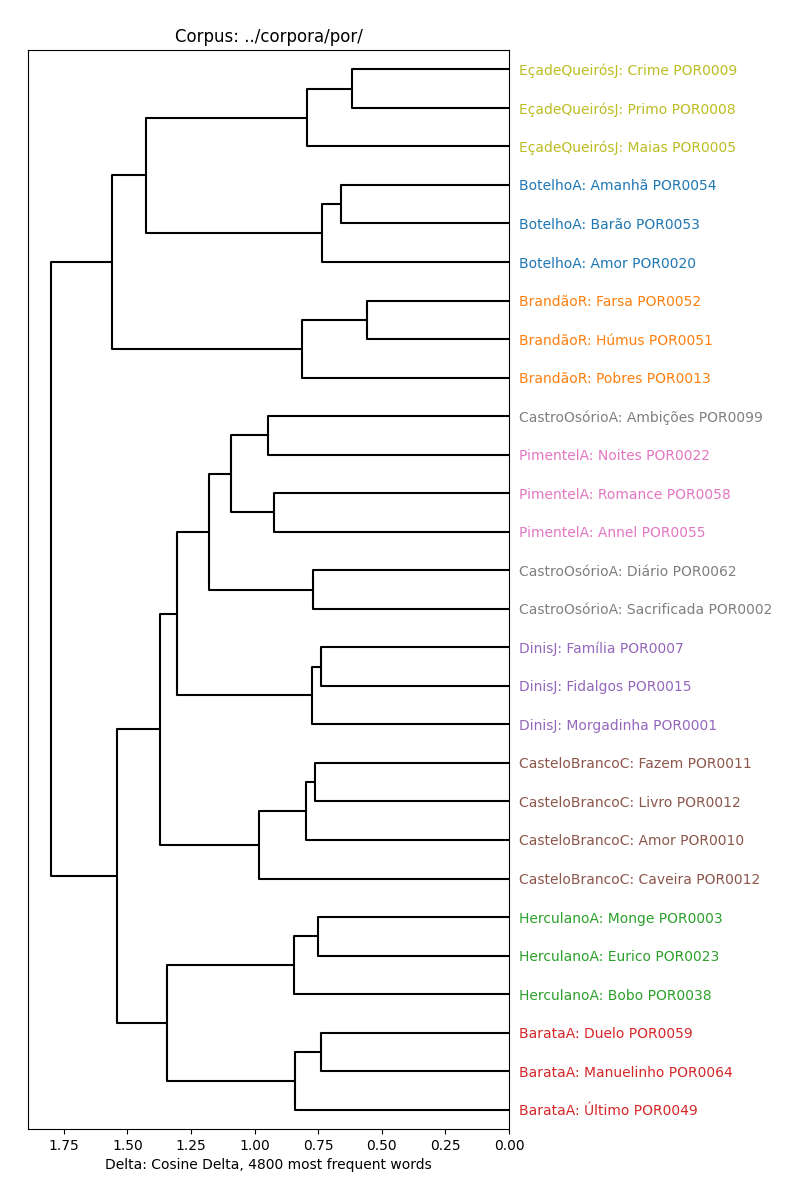 Corpus: ../corpora/por/
EçadeQueirósJ: Crime POR0009
EçadeQueirósJ: Primo POR0008
EçadeQueirósJ: Maias POR0005
BotelhoA: Amanhã POR0054
BotelhoA: Barão POR0053
BotelhoA: Amor POR0020
BrandãoR: Farsa POR0052
BrandãoR: Húmus POR0051
BrandãoR: Pobres POR0013
CastroOsórioA: Ambições POR0099
PimentelA: Noites POR0022
PimentelA: Romance POR0058
PimentelA: Annel POR0055
CastroOsórioA: Diário POR0062
CastroOsórioA: Sacrificada POR0002
DinisJ: Família POR0007
DinisJ: Fidalgos POR0015
DinisJ: Morgadinha POR0001
CasteloBrancoC: Fazem POR0011
CasteloBrancoC: Livro POR0012
CasteloBrancoC: Amor POR0010
CasteloBrancoC: Caveira POR0012
HerculanoA: Monge POR0003
HerculanoA: Eurico POR0023
HerculanoA: Bobo POR0038
BarataA: Duelo POR0059
BarataA: Manuelinho POR0064
BarataA: Último POR0049
1.75 1.50 1.25 1.00 0.75 0.50 0.25 0.00
Delta: Cosine Delta, 4800 most frequent words